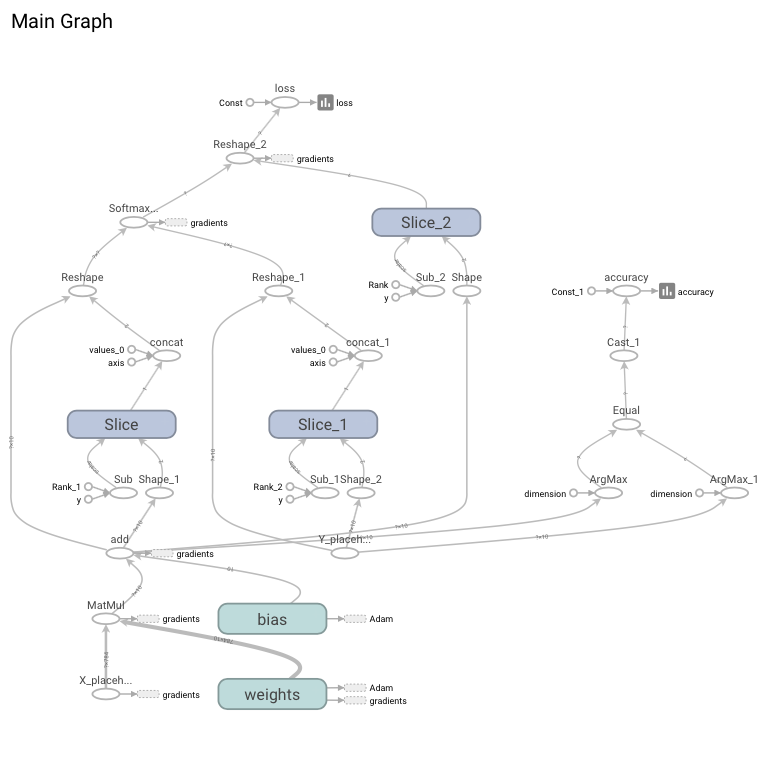 Main Graph
loss
Const
loss
Reshape_2
gradients
Softmax...
gradients
Slice_2
Reshape
Reshape_1
Rank
Sub_2
Shape
y
accuracy
Const_1
accuracy
values_0
concat
axis
values_0
concat_1
axis
Cast_1
Slice
Slice_1
Equal
Rank_1
Sub
Shape_1
y
Rank_2
Sub_1
Shape_2
y
ArgMax
dimension
ArgMax_1
dimension
add
gradients
Y_placeh...
MatMul
gradients
bias
Adam
X_placeh...
gradients
weights
Adam
gradients